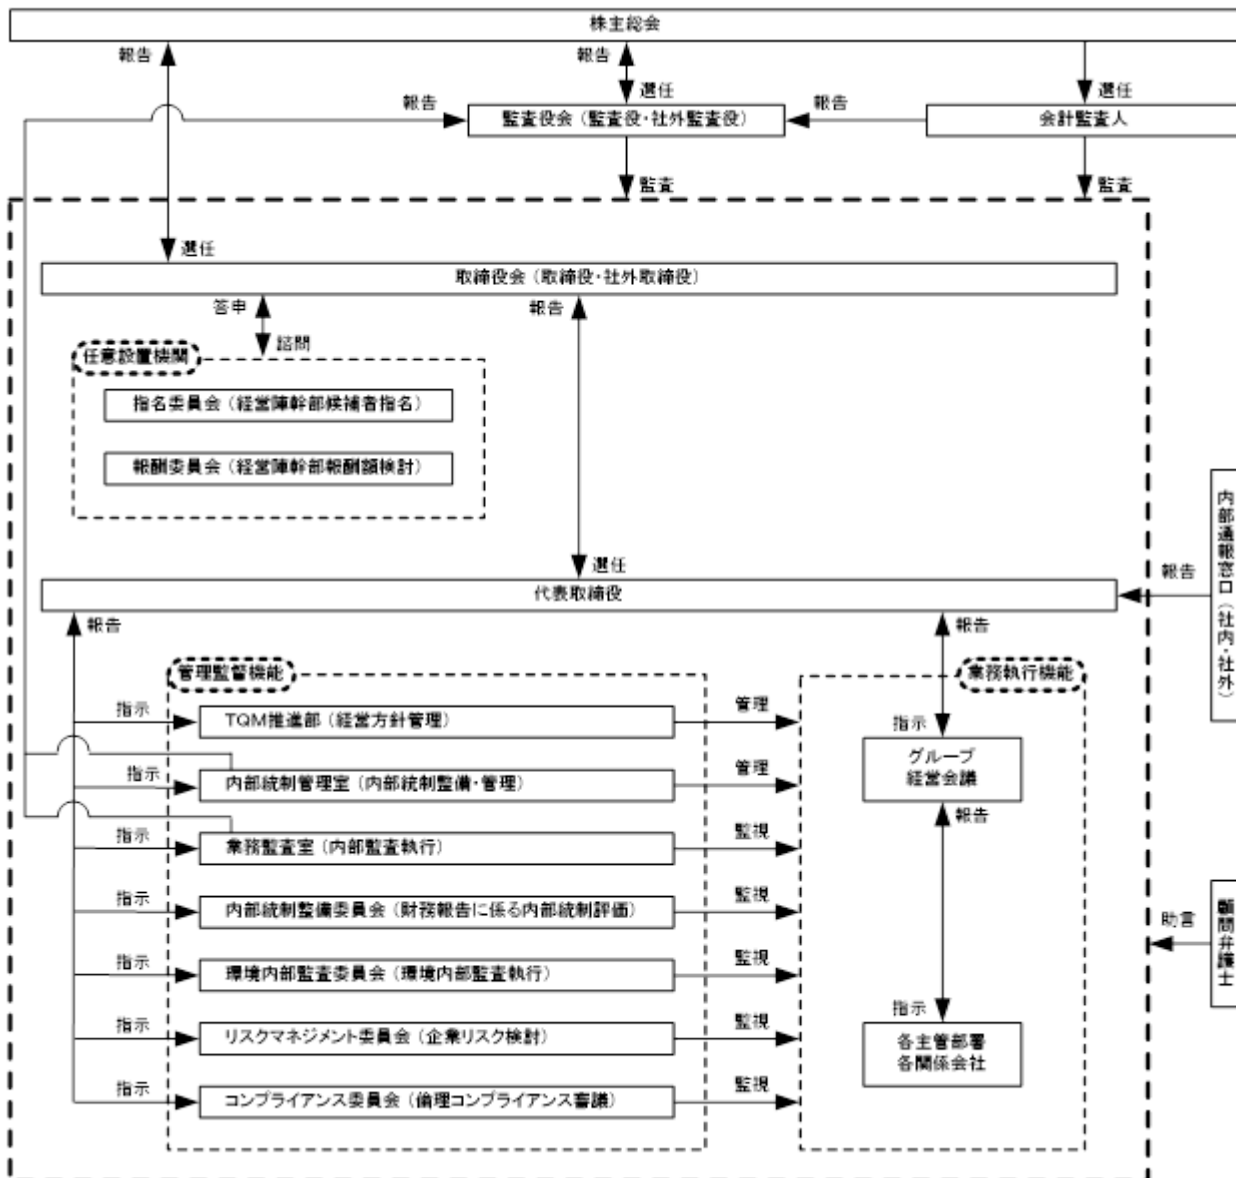 株主総会
報告
報告
選任
選任
報告
報告
監査役会（監査役・社外監査役）
会計監査人
監査
監査
選任
取締役会（取締役・社外取締役）
答申
報告
諮問
任意設置機関
指名委員会（経営陣幹部候補者指名）
報酬委員会（経営陣幹部報酬額検討）
選任
代表取締役
報告
内部通報窓口（社内・社外）
報告
報告
管理監督機能
業務執行機能
指示
TQM推進部（経営方針管理）
管理
指示
グループ
経営会議
指示
内部統制管理室（内部統制整備・管理）
管理
報告
指示
業務監査室（内部監査執行）
監視
指示
内部統制整備委員会（財務報告に係る内部統制評価）
監視
助言
顧問弁護士
指示
環境内部監査委員会（環境内部監査執行）
監視
指示
指示
リスクマネジメント委員会（企業リスク検討）
監視
各主管部署
各関係会社
指示
コンプライアンス委員会（倫理コンプライアンス審議）
監視